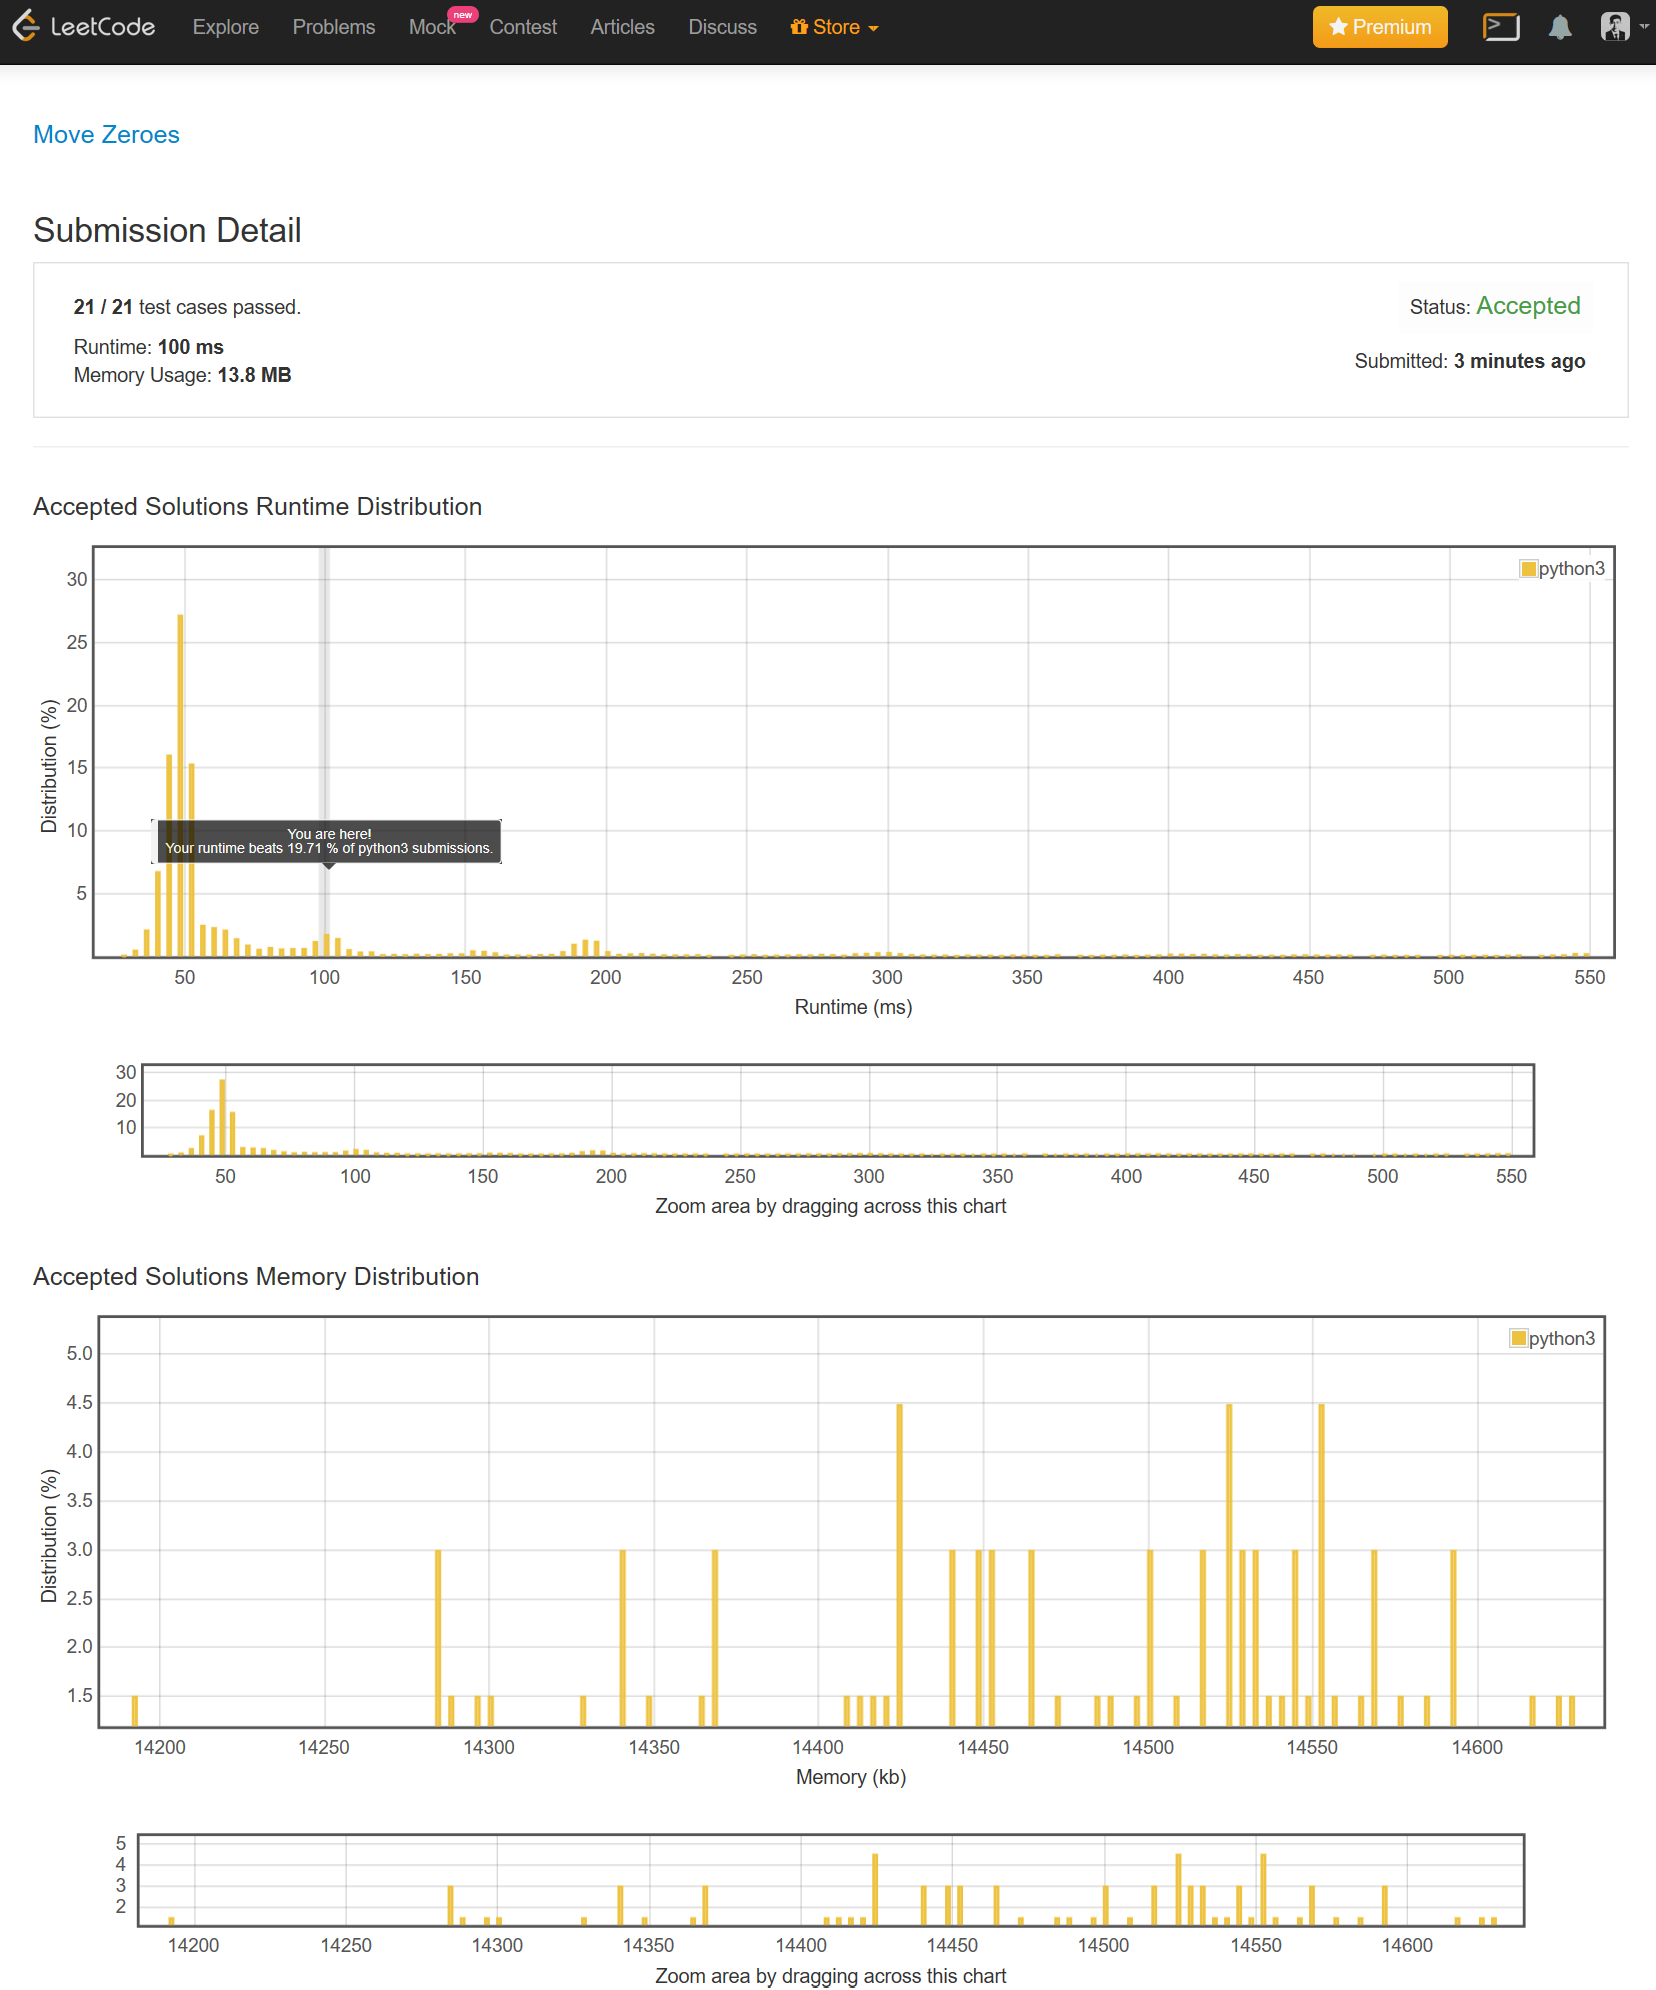 LeetCode Explore Problems Mock new Contest Articles Discuss Store Premium
Move Zeroes
Submission Detail
21 / 21 test cases passed.
Status: Accepted
Runtime: 100 ms
Submitted: 3 minutes ago
Memory Usage: 13.8 MB
Accepted Solutions Runtime Distribution
python3
30
25
20
15
10
5
Distribution (%)
You are here!
Your runtime beats 19.71 % of python3 submissions.
50 100 150 200 250 300 350 400 450 500 550
Runtime (ms)
30
20
10
50 100 150 200 250 300 350 400 450 500 550
Zoom area by dragging across this chart
Accepted Solutions Memory Distribution
python3
5.0
4.5
4.0
3.5
3.0
2.5
2.0
1.5
Distribution (%)
14200 14250 14300 14350 14400 14450 14500 14550 14600
Memory (kb)
5
4
3
2
14200 14250 14300 14350 14400 14450 14500 14550 14600
Zoom area by dragging across this chart